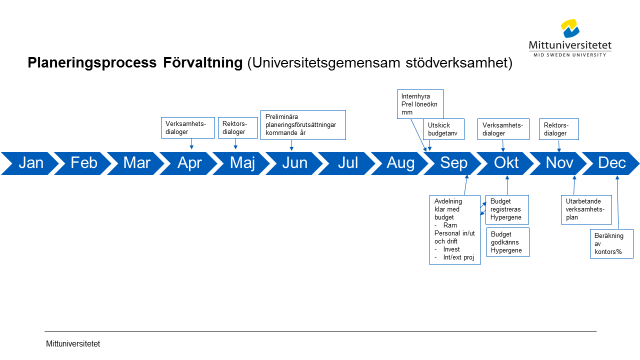 Mittuniversitetet
MID SWEDEN UNIVERSITY
Planeringsprocess Förvaltning (Universitetsgemensam stödverksamhet)
Internhyra
Prel löneökn
mm
Preliminära
planeringsförutsättningar
kommande år
Verksamhets-
dialoger
Rektors-
dialoger
Utskick
budgetanv
Verksamhets-
dialoger
Rektors-
dialoger
Jan Feb Mar Apr Maj Jun Jul Aug Sep Okt Nov Dec
Avdelning
klar med
budget
- Ram
Personal in/ut
och drift
- Invest
- Int/ext proj
Budget
registreras
Hypergene
Budget
godkänns
Hypergene
Utarbetande
verksamhets-
plan
Beräkning
av
kontors%
Mittuniversitetet